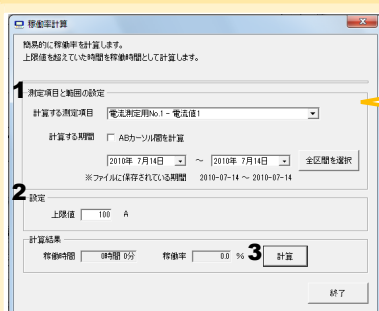 稼働率計算
簡易的に稼働率を計算します。
上限値を超えていた時間を稼働時間として計算します。
1 測定項目と範囲の設定
計算する測定項目 電流測定用No.1 - 電流値1
計算する期間 ABカーソル間を計算
2010年 7月14日 ～ 2010年 7月14日 全区間を選択
※ファイルに保存されている期間 2010-07-14 ～ 2010-07-14
2 設定
上限値 100 A
計算結果
稼働時間 0時間 0分 稼働率 0.0 % 3 計算
終了